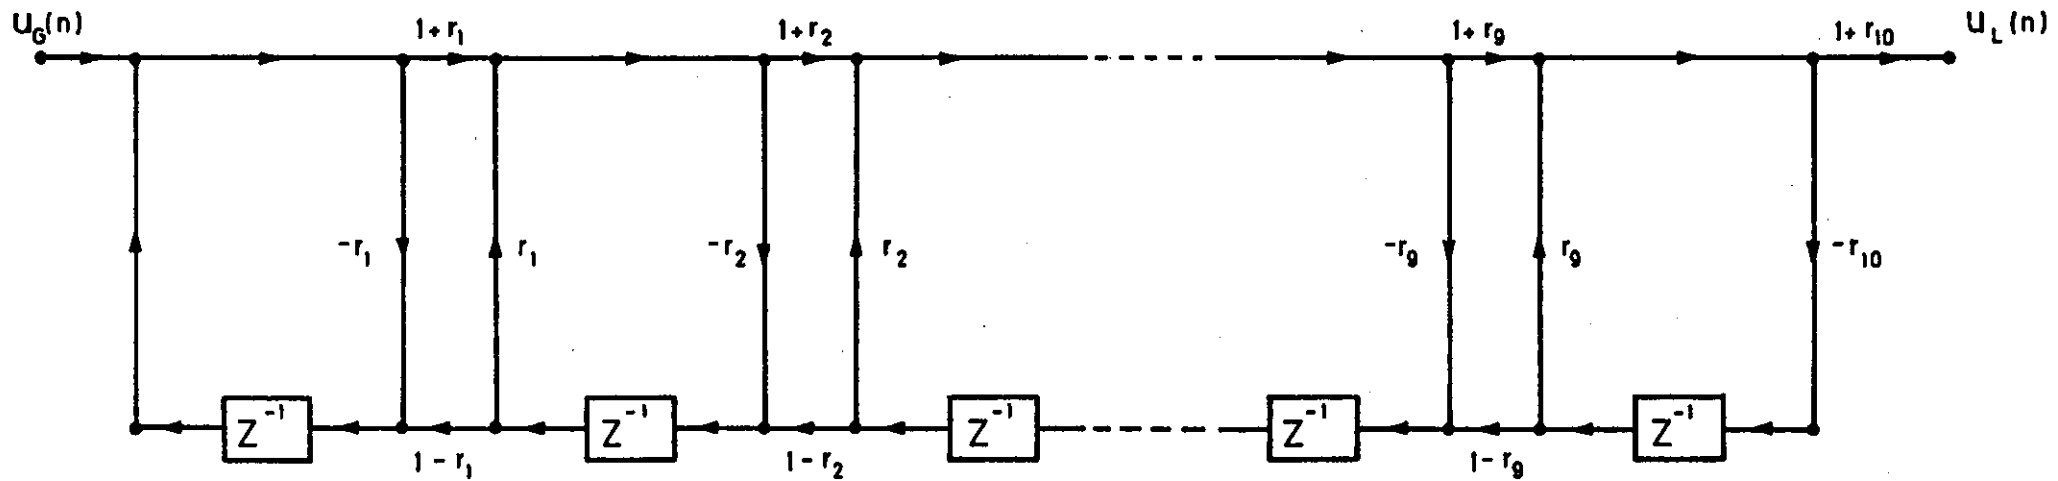 U_G(n) 1+r_1 1+r_2 1+r_9 1+r_10 U_L(n)
-r_1 r_1 -r_2 r_2 -r_9 r_9 -r_10
Z^-1 Z^-1 Z^-1 Z^-1 Z^-1
1-r_1 1-r_2 1-r_9